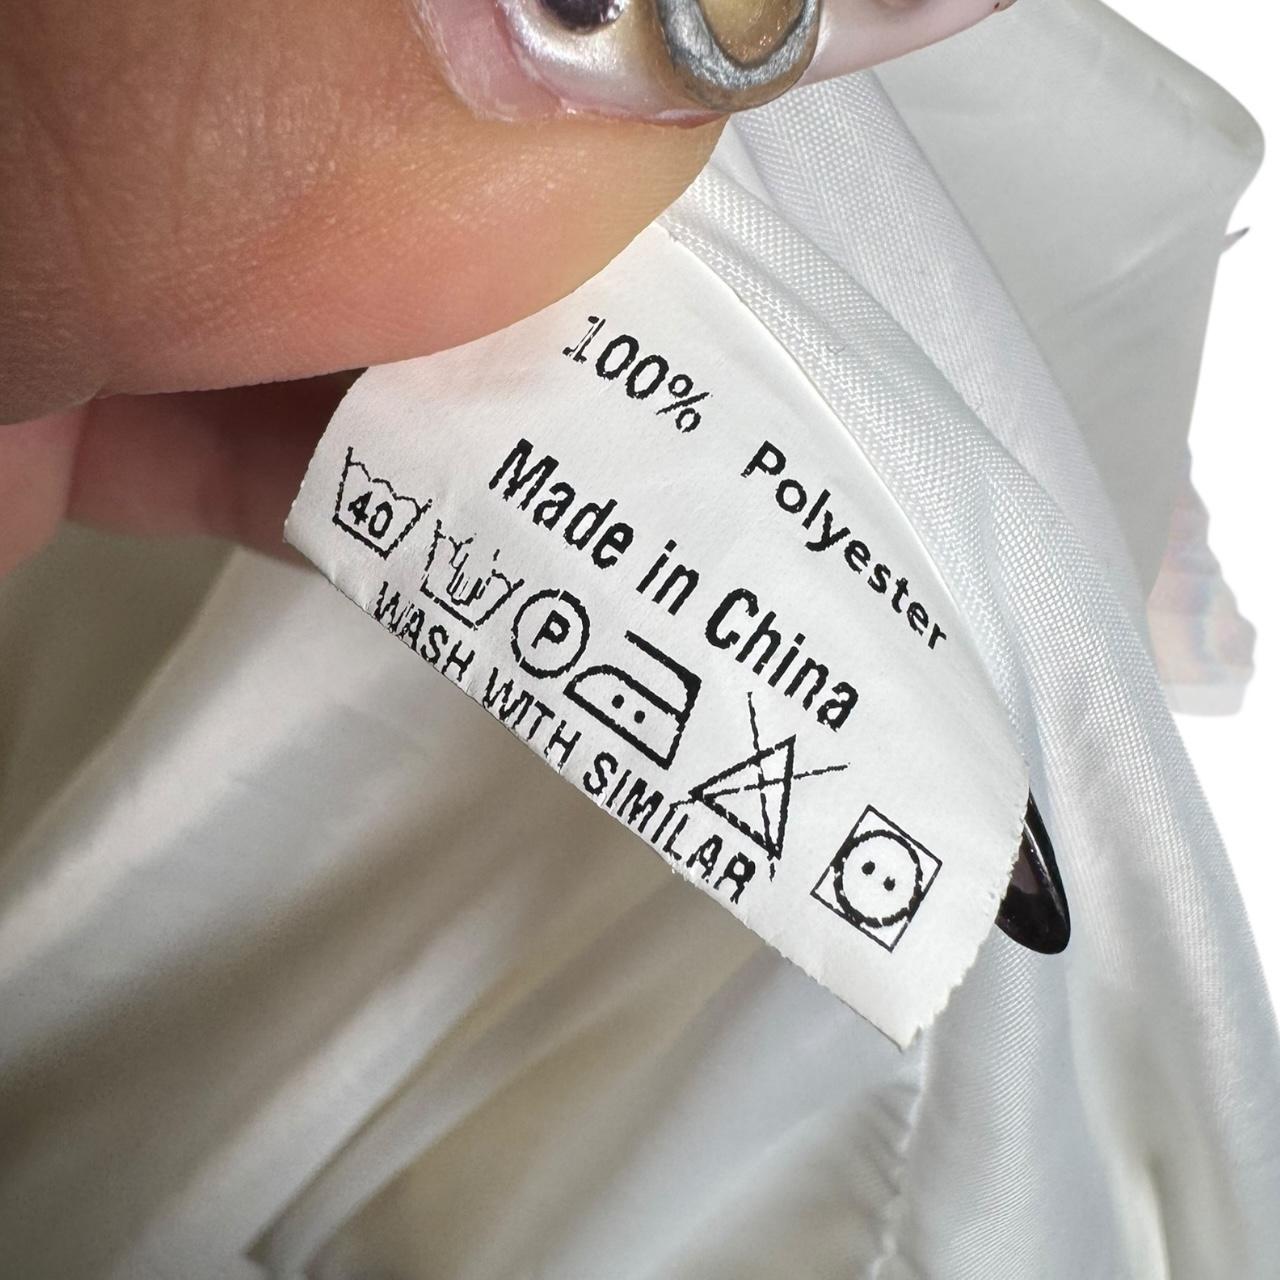 100% Polyester
Made in China
40 P
WASH WITH SIMILAR